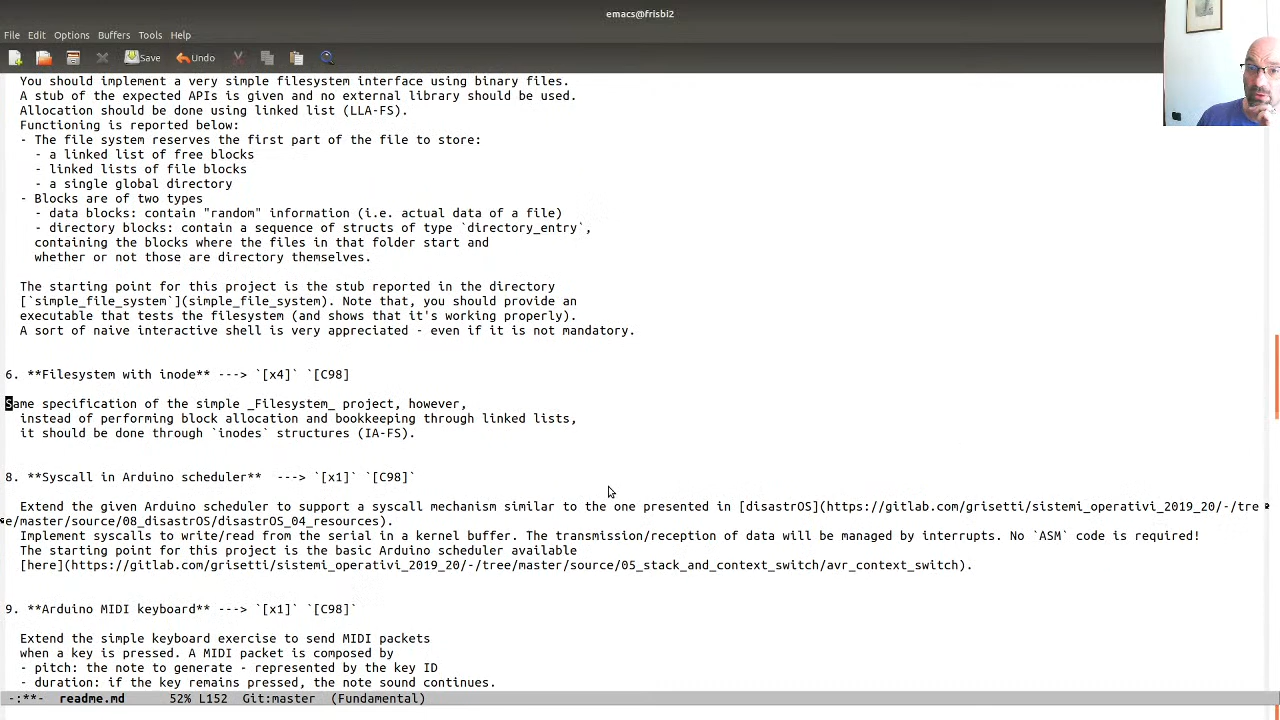 emacs@frisbi2
File Edit Options Buffers Tools Help
Save Undo
You should implement a very simple filesystem interface using binary files.
A stub of the expected APIs is given and no external library should be used.
Allocation should be done using linked list (LLA-FS).
Functioning is reported below:
- The file system reserves the first part of the file to store:
- a linked list of free blocks
- linked lists of file blocks
- a single global directory
- Blocks are of two types
- data blocks: contain "random" information (i.e. actual data of a file)
- directory blocks: contain a sequence of structs of type `directory_entry`,
containing the blocks where the files in that folder start and
whether or not those are directory themselves.
The starting point for this project is the stub reported in the directory
[`simple_file_system`](simple_file_system). Note that, you should provide an
executable that tests the filesystem (and shows that it's working properly).
A sort of naive interactive shell is very appreciated - even if it is not mandatory.
6. **Filesystem with inode** ---> `[x4]` `[C98]
Same specification of the simple _Filesystem_ project, however,
instead of performing block allocation and bookkeeping through linked lists,
it should be done through `inodes` structures (IA-FS).
8. **Syscall in Arduino scheduler** ---> `[x1]` `[C98]`
Extend the given Arduino scheduler to support a syscall mechanism similar to the one presented in [disastrOS](https://gitlab.com/grisetti/sistemi_operativi_2019_20/-/tre
e/master/source/08_disastrOS/disastrOS_04_resources).
Implement syscalls to write/read from the serial in a kernel buffer. The transmission/reception of data will be managed by interrupts. No `ASM` code is required!
The starting point for this project is the basic Arduino scheduler available
[here](https://gitlab.com/grisetti/sistemi_operativi_2019_20/-/tree/master/source/05_stack_and_context_switch/avr_context_switch).
9. **Arduino MIDI keyboard** ---> `[x1]` `[C98]`
Extend the simple keyboard exercise to send MIDI packets
when a key is pressed. A MIDI packet is composed by
- pitch: the note to generate - represented by the key ID
- duration: if the key remains pressed, the note sound continues.
-:**- readme.md 52% L152 Git:master (Fundamental)